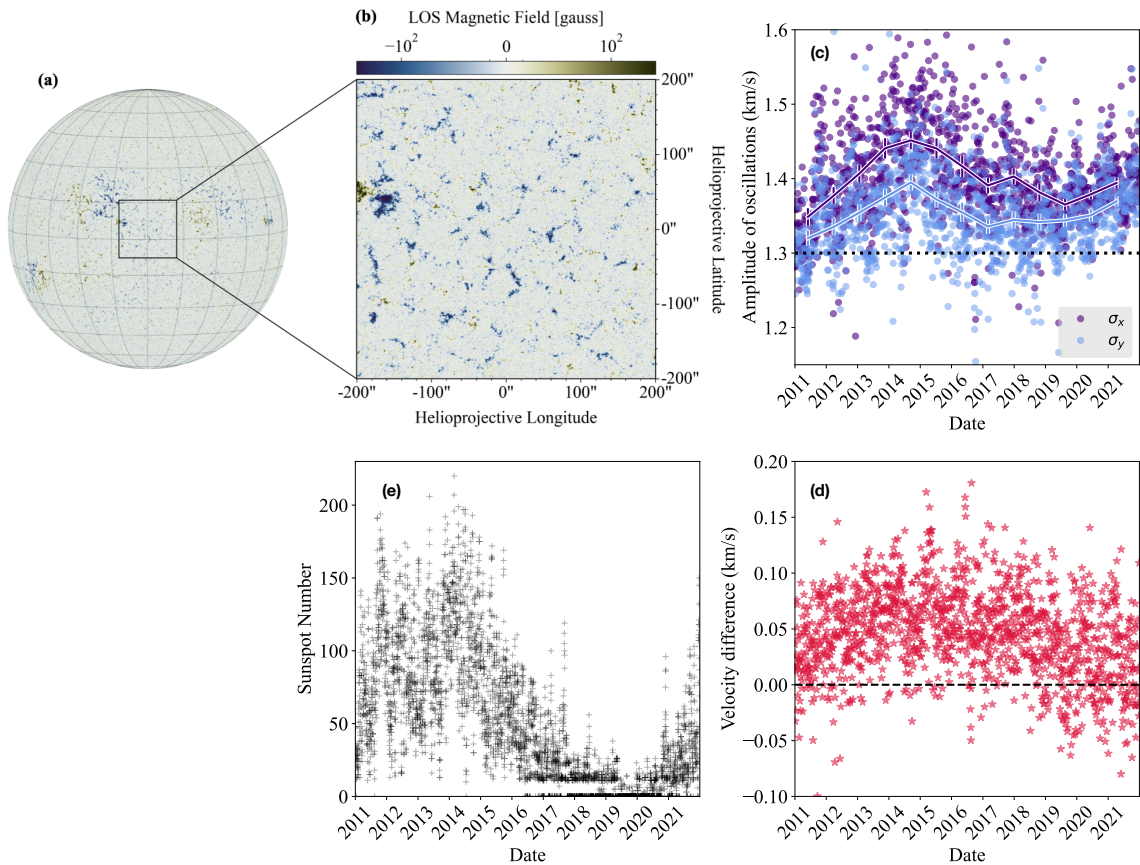 (a)
(b)
LOS Magnetic Field [gauss]
−10² 0 10²
200"
100"
0"
-100"
-200"
Helioprojective Latitude
-200" -100" 0" 100" 200"
Helioprojective Longitude
(c)
Amplitude of oscillations (km/s)
1.6
1.5
1.4
1.3
1.2
σx
σy
2011 2012 2013 2014 2015 2016 2017 2018 2019 2020 2021
Date
(e)
Sunspot Number
200
150
100
50
0
2011 2012 2013 2014 2015 2016 2017 2018 2019 2020 2021
Date
(d)
Velocity difference (km/s)
0.20
0.15
0.10
0.05
0.00
−0.05
−0.10
2011 2012 2013 2014 2015 2016 2017 2018 2019 2020 2021
Date